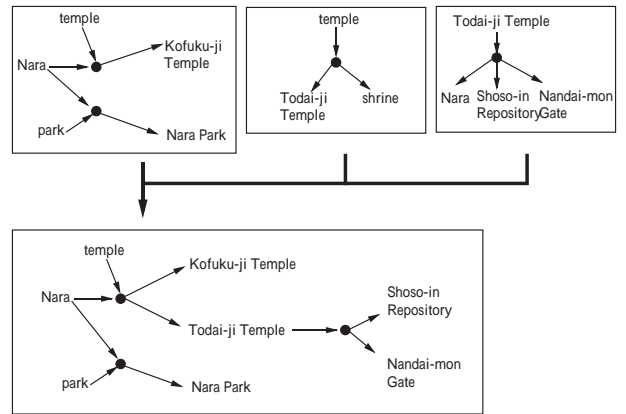 temple
Kofuku-ji
Temple
Nara
park
Nara Park
temple
Todai-ji
Temple
shrine
Todai-ji Temple
Nara
Shoso-in
Repository
Nandai-mon
Gate
temple
Kofuku-ji Temple
Nara
Todai-ji Temple
Shoso-in
Repository
Nandai-mon
Gate
park
Nara Park